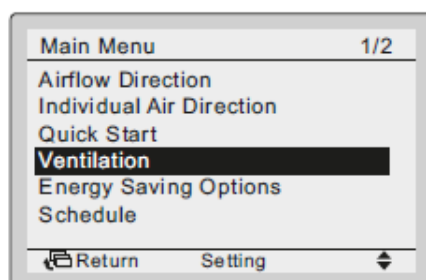 Main Menu 1/2
Airflow Direction
Individual Air Direction
Quick Start
Ventilation
Energy Saving Options
Schedule
Return Setting